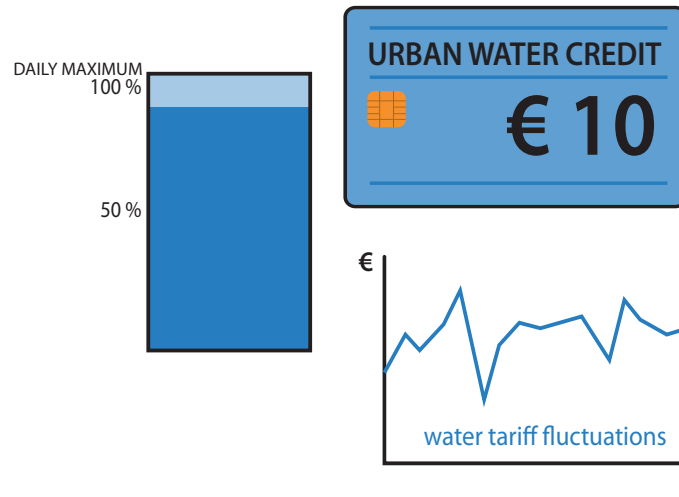 DAILY MAXIMUM
100 %
50 %
URBAN WATER CREDIT
€ 10
€
water tariff fluctuations